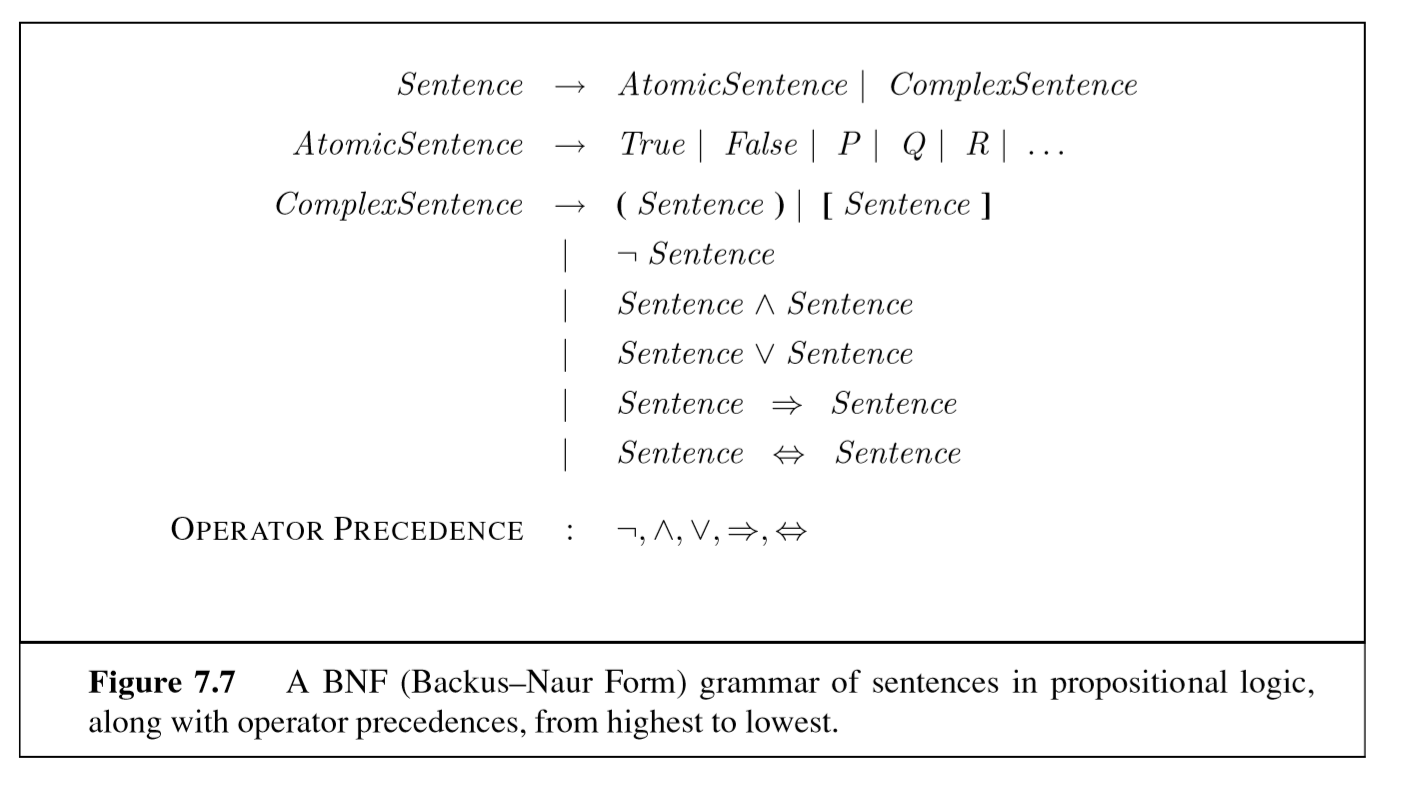 Sentence → AtomicSentence | ComplexSentence
AtomicSentence → True | False | P | Q | R | ...
ComplexSentence → ( Sentence ) | [ Sentence ]
| ¬ Sentence
| Sentence ∧ Sentence
| Sentence ∨ Sentence
| Sentence ⇒ Sentence
| Sentence ⇔ Sentence
OPERATOR PRECEDENCE : ¬, ∧, ∨, ⇒, ⇔
Figure 7.7 A BNF (Backus–Naur Form) grammar of sentences in propositional logic,
along with operator precedences, from highest to lowest.